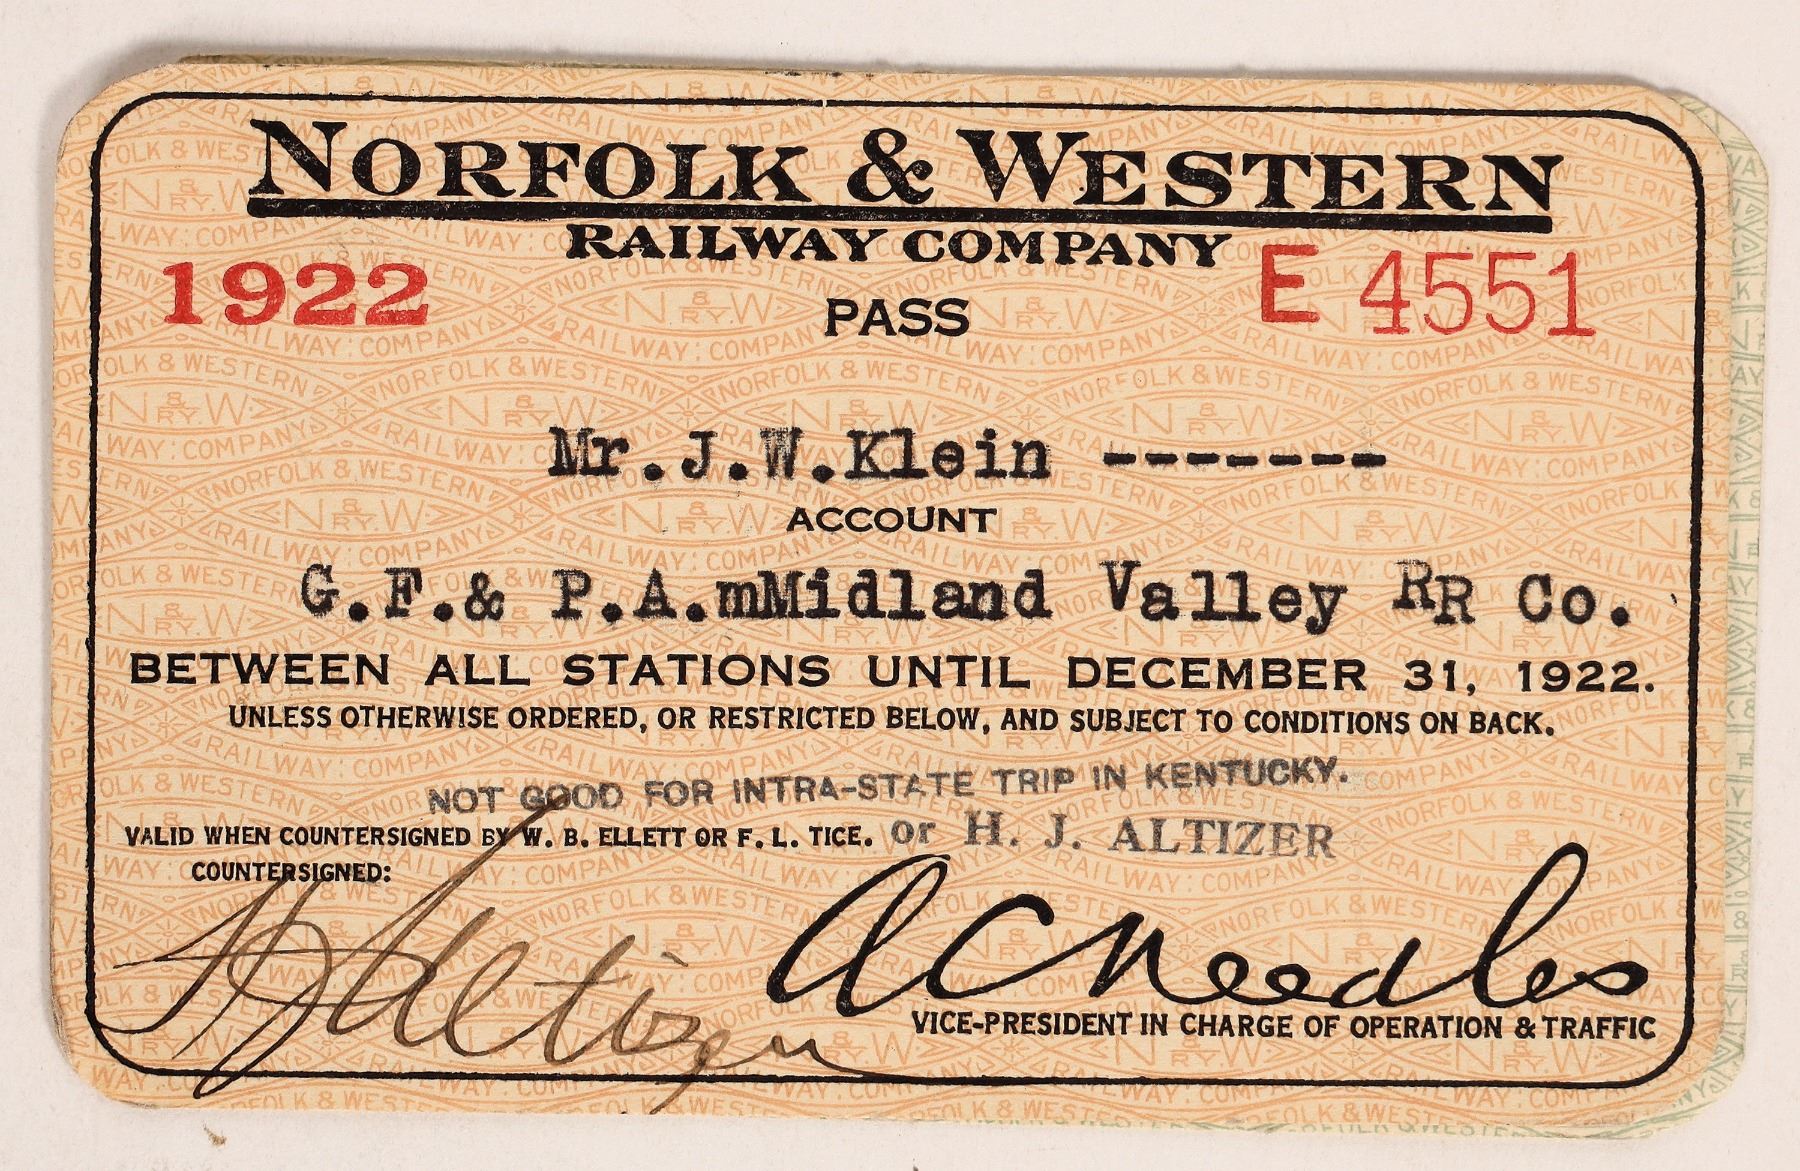 NORFOLK & WESTERN
RAILWAY COMPANY
1922
E 4551
PASS
Mr.J.W.Klein -------
ACCOUNT
G.F.& P.A.mMidland Valley RR Co.
BETWEEN ALL STATIONS UNTIL DECEMBER 31, 1922.
UNLESS OTHERWISE ORDERED, OR RESTRICTED BELOW, AND SUBJECT TO CONDITIONS ON BACK.
NOT GOOD FOR INTRA-STATE TRIP IN KENTUCKY.
VALID WHEN COUNTERSIGNED BY W. B. ELLETT OR F. L. TICE. or H. J. ALTIZER
COUNTERSIGNED:
H J Altizer
A C Needles
VICE-PRESIDENT IN CHARGE OF OPERATION & TRAFFIC